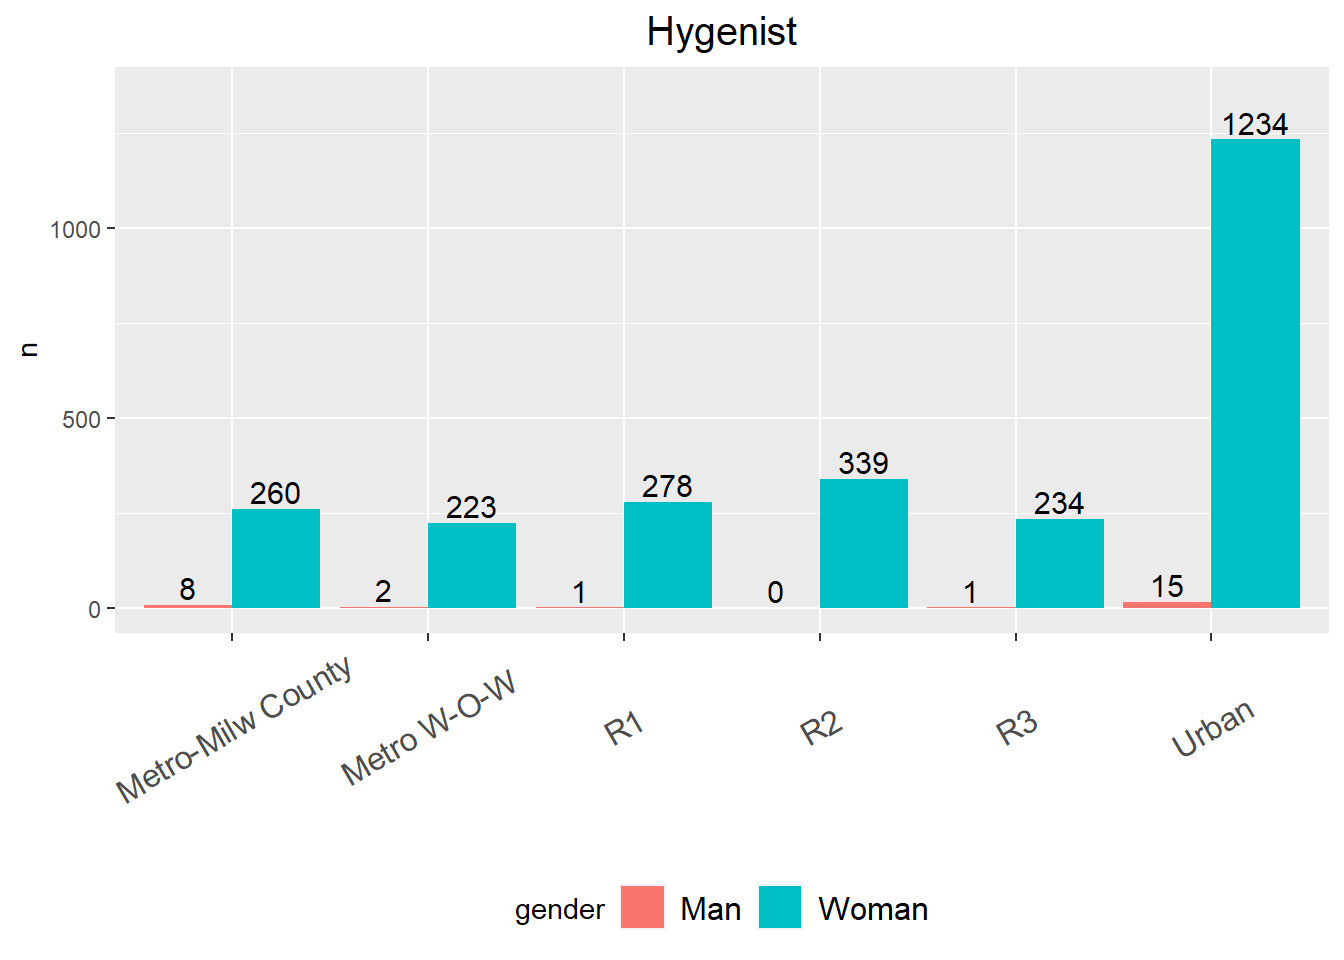 Hygenist
1234
1000
n
500
339
278
260
234
223
8
2
1
0
1
15
0
Metro-Milw County
Metro W-O-W
R1
R2
R3
Urban
gender Man Woman